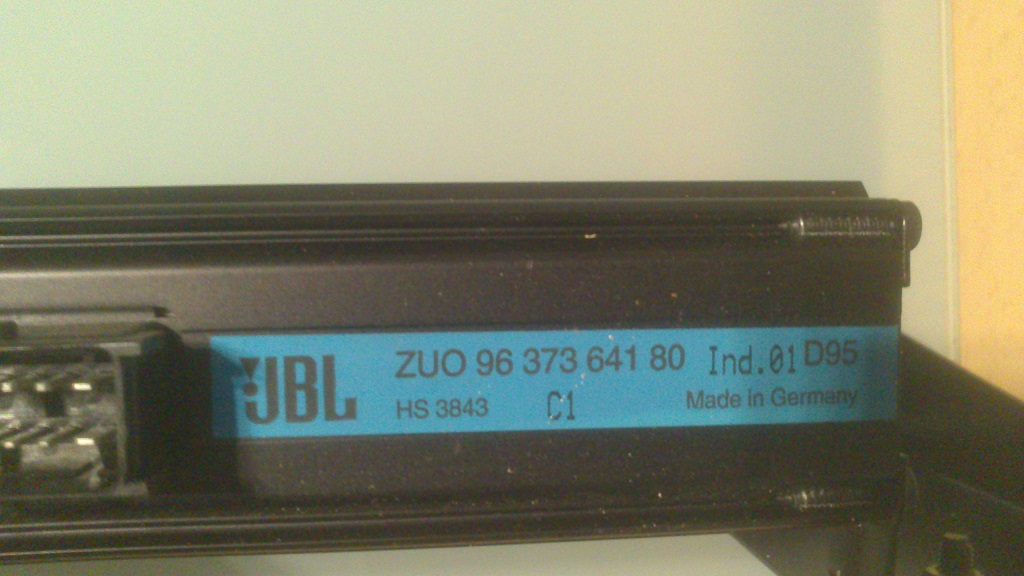 JBL
ZUO 96 373 641 80 Ind.01 D95
HS 3843 C1 Made in Germany